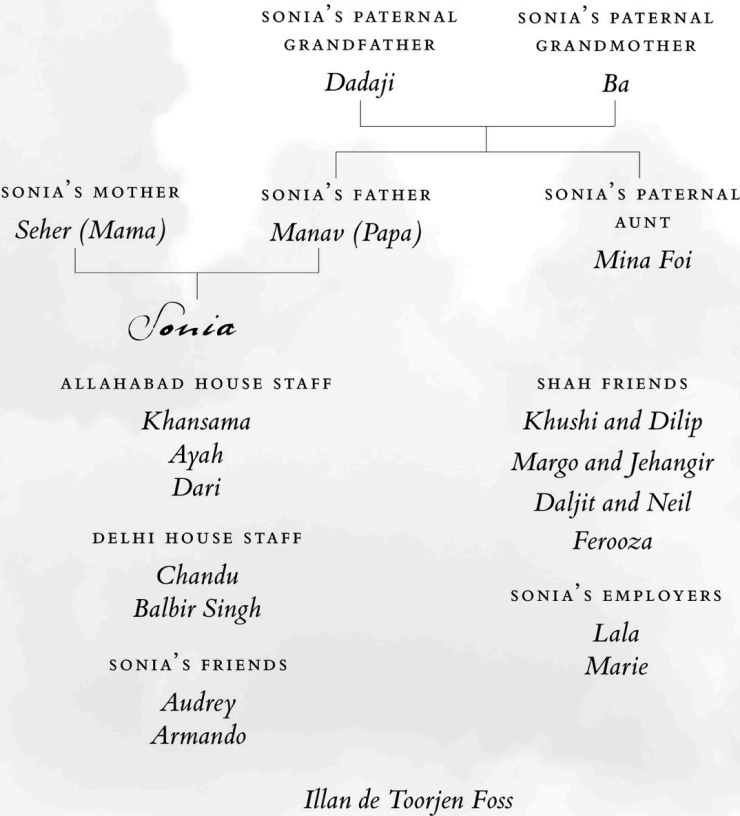 SONIA'S PATERNAL
GRANDFATHER
Dadaji
SONIA'S PATERNAL
GRANDMOTHER
Ba
SONIA'S MOTHER
Seher (Mama)
SONIA'S FATHER
Manav (Papa)
SONIA'S PATERNAL
AUNT
Mina Foi
Sonia
ALLAHABAD HOUSE STAFF
Khansama
Ayah
Dari
DELHI HOUSE STAFF
Chandu
Balbir Singh
SONIA'S FRIENDS
Audrey
Armando
SHAH FRIENDS
Khushi and Dilip
Margo and Jehangir
Daljit and Neil
Ferooza
SONIA'S EMPLOYERS
Lala
Marie
Illan de Toorjen Foss